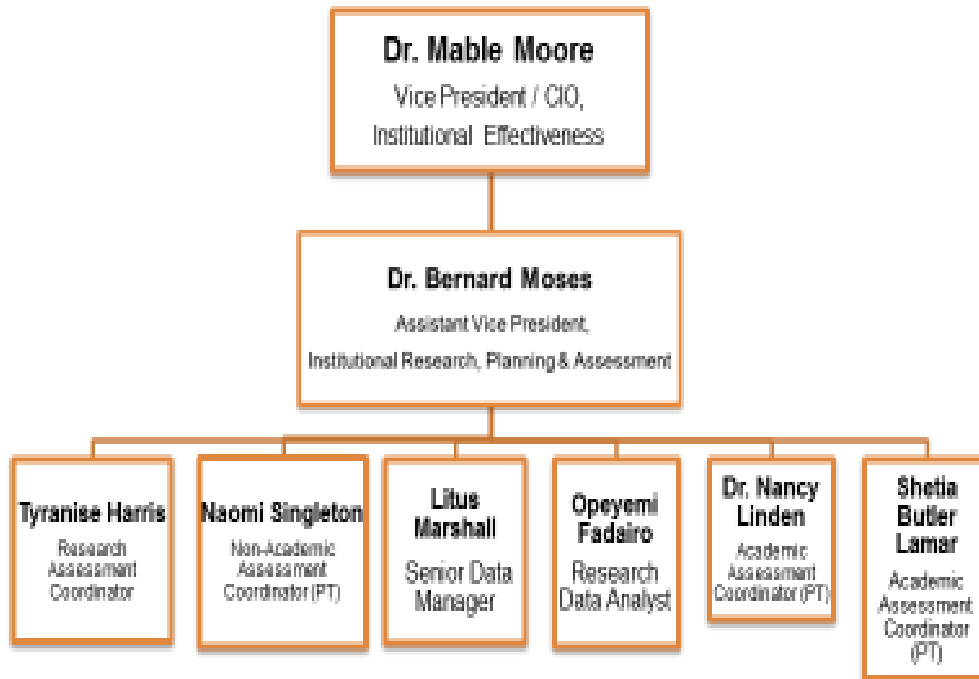 Dr. Mable Moore
Vice President / CIO,
Institutional Effectiveness
Dr. Bernard Moses
Assistant Vice President,
Institutional Research, Planning & Assessment
Tyranise Harris
Research
Assessment
Coordinator
Naomi Singleton
Non-Academic
Assessment
Coordinator (PT)
Litus
Marshall
Senior Data
Manager
Opeyemi
Fadairo
Research
Data Analyst
Dr. Nancy
Linden
Academic
Assessment
Coordinator (PT)
Shetia
Butler
Lamar
Academic
Assessment
Coordinator
(PT)